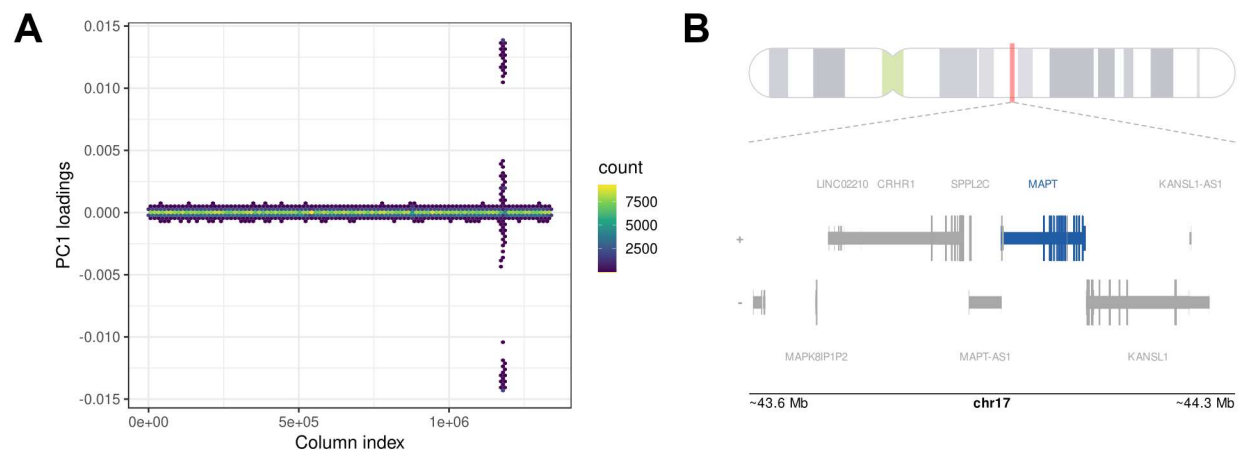 A
0.015
0.010
0.005
0.000
-0.005
-0.010
-0.015
PC1 loadings
0e+00 5e+05 1e+06
Column index
count
7500
5000
2500
B
LINC02210 CRHR1 SPPL2C MAPT KANSL1-AS1
+
-
MAPK8IP1P2 MAPT-AS1 KANSL1
~43.6 Mb chr17 ~44.3 Mb